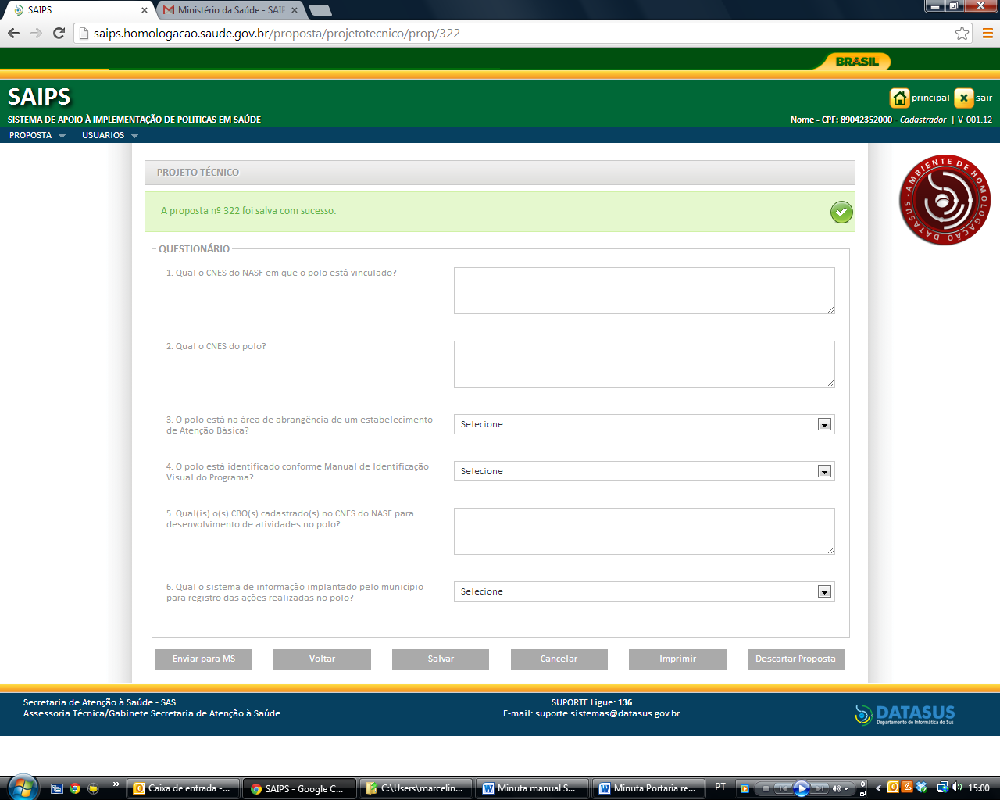 SAIPS
Ministério da Saúde - SAIP
saips.homologacao.saude.gov.br/proposta/projetotecnico/prop/322
BRASIL
SAIPS
principal
sair
SISTEMA DE APOIO À IMPLEMENTAÇÃO DE POLITICAS EM SAÚDE
Nome - CPF: 89042352000 - Cadastrador | V-001.12
PROPOSTA
USUARIOS
AMBIENTE DE HOMOLOGAÇÃO DATASUS -
PROJETO TÉCNICO
A proposta nº 322 foi salva com sucesso.
QUESTIONÁRIO
1. Qual o CNES do NASF em que o polo está vinculado?
2. Qual o CNES do polo?
3. O polo está na área de abrangência de um estabelecimento
de Atenção Básica?
Selecione
4. O polo está identificado conforme Manual de Identificação
Visual do Programa?
Selecione
5. Qual(is) o(s) CBO(s) cadastrado(s) no CNES do NASF para
desenvolvimento de atividades no polo?
6. Qual o sistema de informação implantado pelo município
para registro das ações realizadas no polo?
Selecione
Enviar para MS
Voltar
Salvar
Cancelar
Imprimir
Descartar Proposta
Secretaria de Atenção à Saúde - SAS
Assessoria Técnica/Gabinete Secretaria de Atenção à Saúde
SUPORTE Ligue: 136
E-mail: suporte.sistemas@datasus.gov.br
DATASUS
Departamento de Informática do Sus
Caixa de entrada -...
SAIPS - Google C...
C:\Users\marcelin...
Minuta manual S...
Minuta Portaria re...
PT
15:00